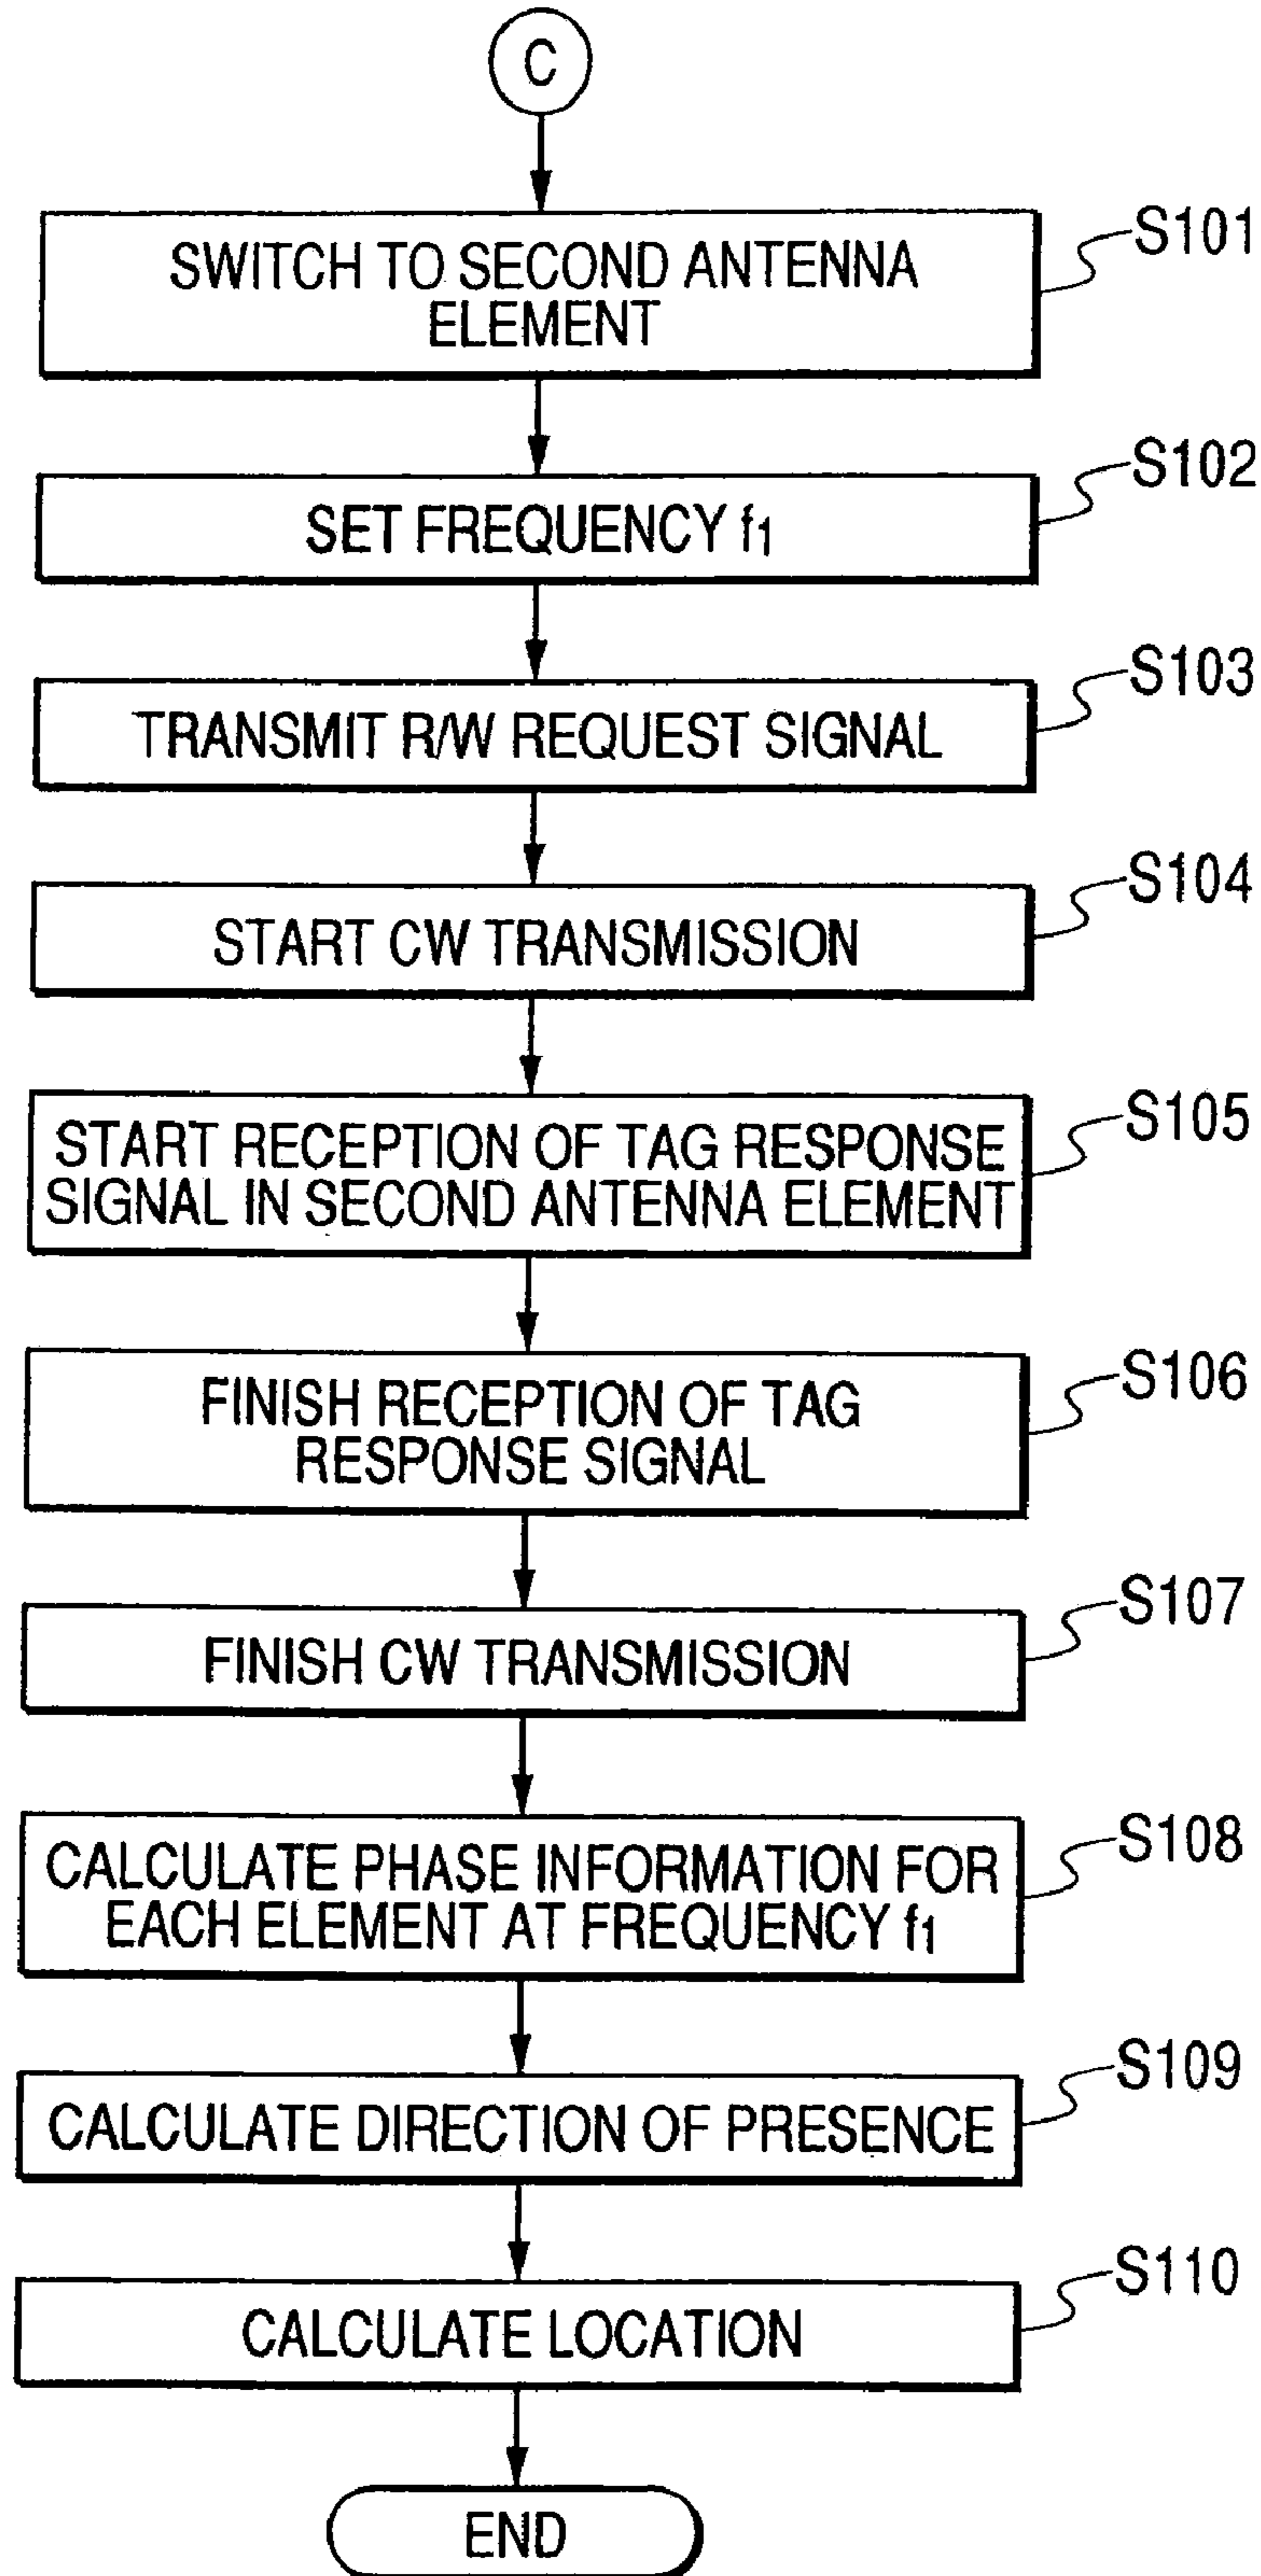 C
SWITCH TO SECOND ANTENNA
ELEMENT
S101
SET FREQUENCY f1
S102
TRANSMIT R/W REQUEST SIGNAL
S103
START CW TRANSMISSION
S104
START RECEPTION OF TAG RESPONSE
SIGNAL IN SECOND ANTENNA ELEMENT
S105
FINISH RECEPTION OF TAG
RESPONSE SIGNAL
S106
FINISH CW TRANSMISSION
S107
CALCULATE PHASE INFORMATION FOR
EACH ELEMENT AT FREQUENCY f1
S108
CALCULATE DIRECTION OF PRESENCE
S109
CALCULATE LOCATION
S110
END